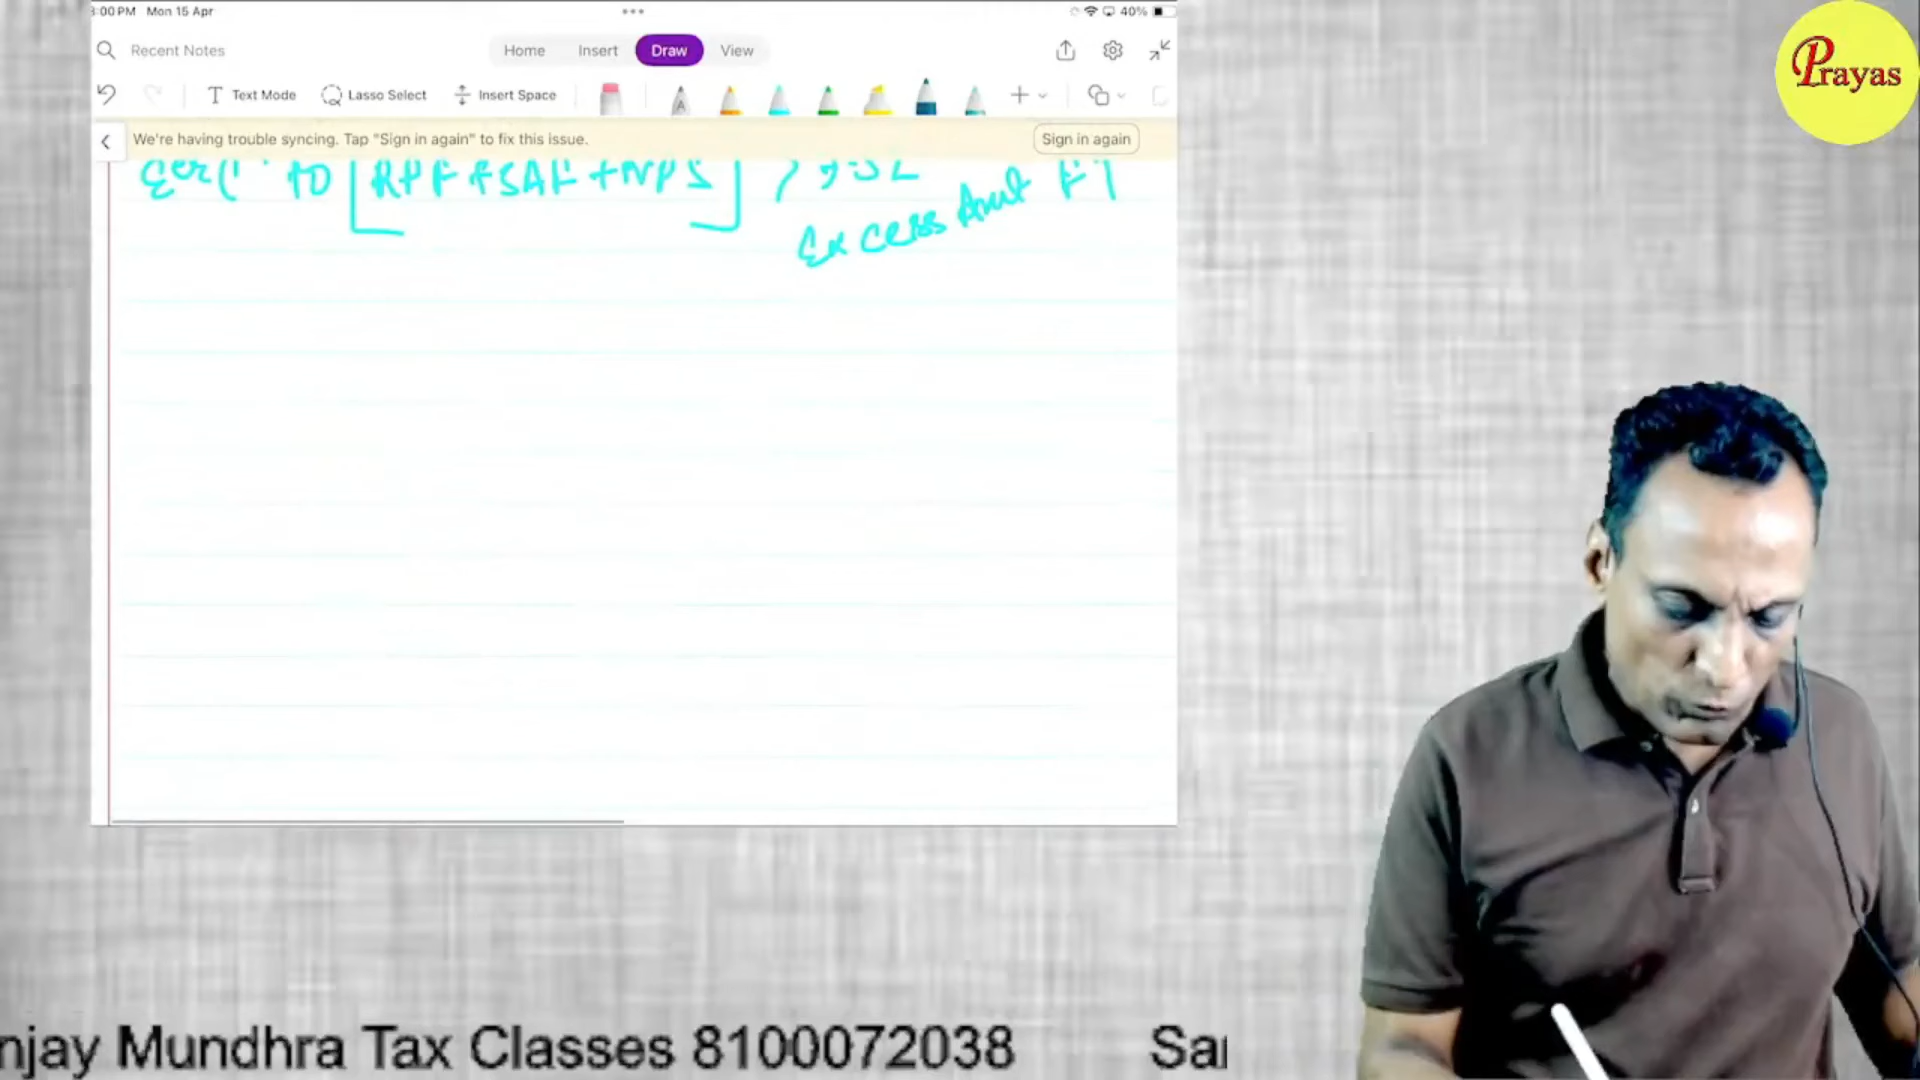 :00 PM Mon 15 Apr
40%
Recent Notes
Home Insert Draw View
Text Mode Lasso Select Insert Space
We're having trouble syncing. Tap "Sign in again" to fix this issue.
Sign in again
to [RPF + SAF + NPS]
Excess Amt
Prayas
njay Mundhra Tax Classes 8100072038 Sa